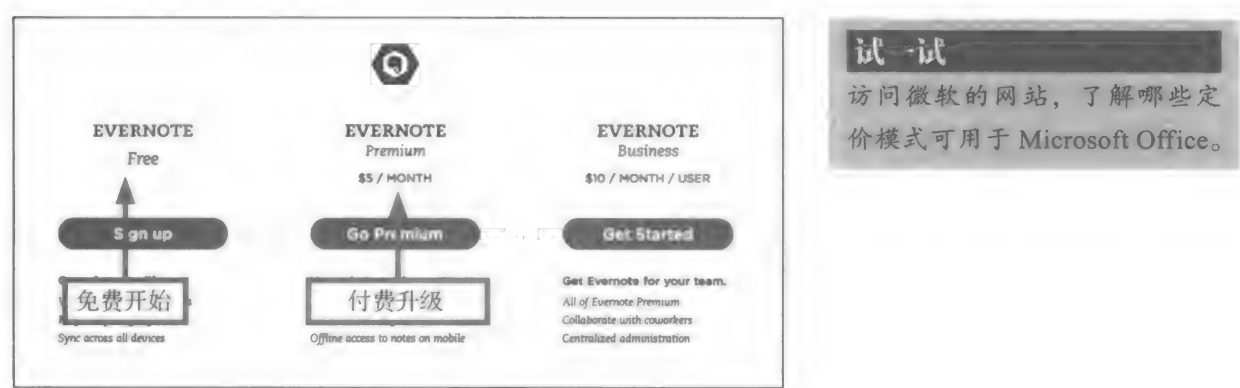 EVERNOTE
Free
Sign up
免费开始
Sync across all devices
EVERNOTE
Premium
$5 / MONTH
Go Premium
付费升级
Offline access to notes on mobile
EVERNOTE
Business
$10 / MONTH / USER
Get Started
Get Evernote for your team.
All of Evernote Premium
Collaborate with coworkers
Centralized administration
试一试
访问微软的网站，了解哪些定
价模式可用于 Microsoft Office。